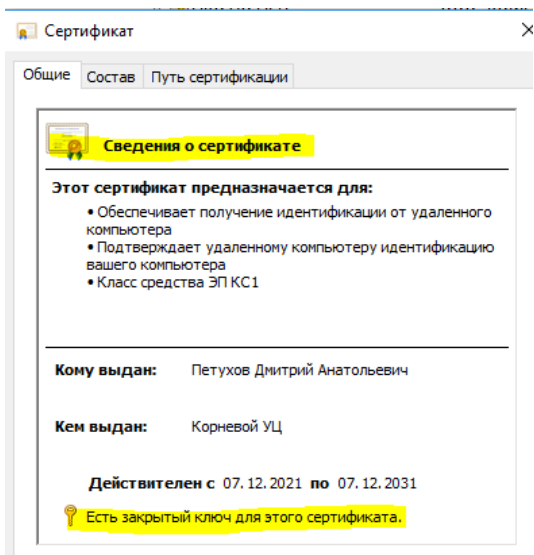 Сертификат
Общие Состав Путь сертификации
Сведения о сертификате
Этот сертификат предназначается для:
• Обеспечивает получение идентификации от удаленного
компьютера
• Подтверждает удаленному компьютеру идентификацию
вашего компьютера
• Класс средства ЭП КС1
Кому выдан: Петухов Дмитрий Анатольевич
Кем выдан: Корневой УЦ
Действителен с 07.12.2021 по 07.12.2031
Есть закрытый ключ для этого сертификата.